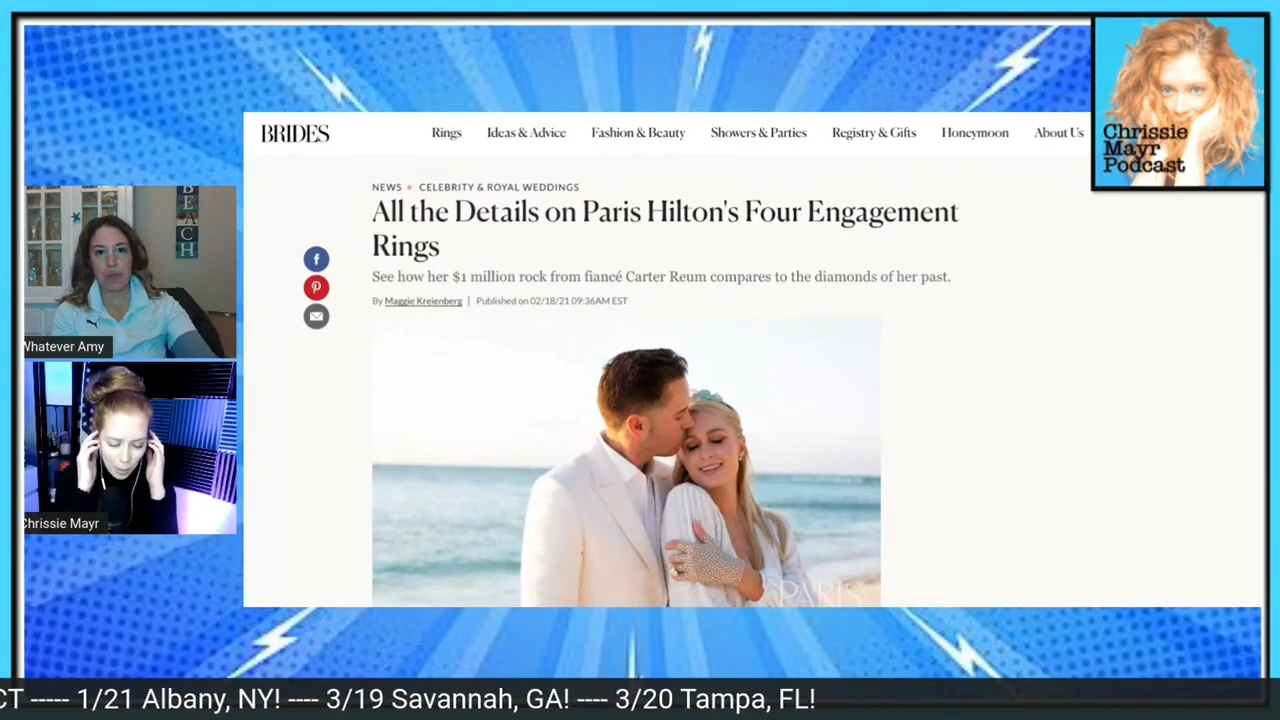 BRIDES
Rings Ideas & Advice Fashion & Beauty Showers & Parties Registry & Gifts Honeymoon About Us
Chrissie
Mayr
Podcast
NEWS CELEBRITY & ROYAL WEDDINGS
All the Details on Paris Hilton's Four Engagement
Rings
See how her $1 million rock from fiancé Carter Reum compares to the diamonds of her past.
By Maggie Kreienberg | Published on 02/18/21 09:36AM EST
BEACH
Whatever Amy
Chrissie Mayr
PARIS
CT ----- 1/21 Albany, NY! ---- 3/19 Savannah, GA! ---- 3/20 Tampa, FL!